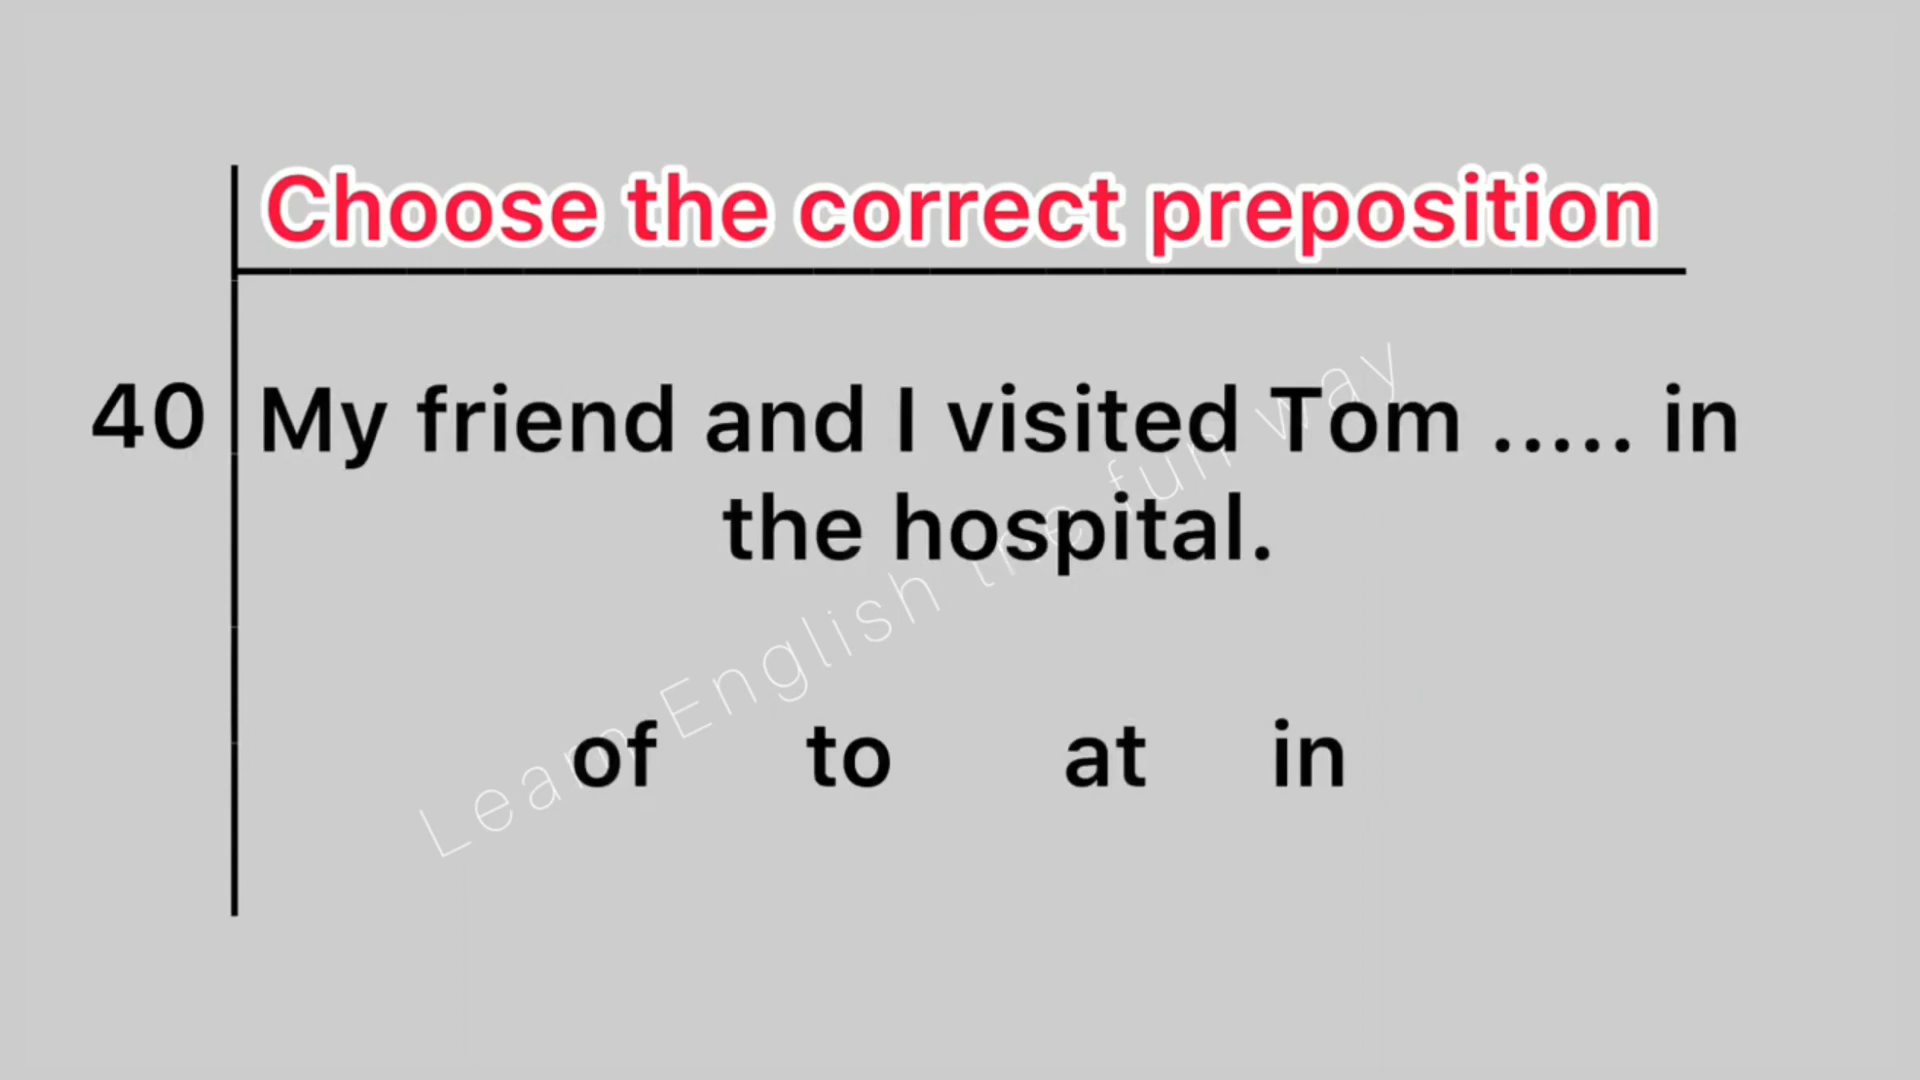 Choose the correct preposition
40 My friend and I visited Tom ..... in
the hospital.
of to at in
Learn English the fun way